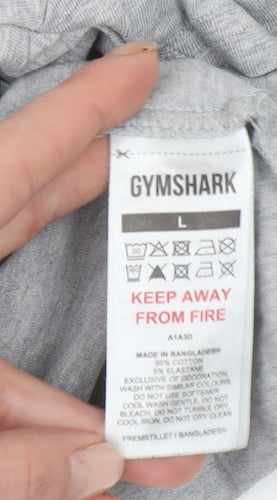 GYMSHARK
L
KEEP AWAY
FROM FIRE
A1A3D
MADE IN BANGLADESH
95% COTTON
5% ELASTANE
EXCLUSIVE OF DECORATION,
WASH WITH SIMILAR COLOURS.
DO NOT USE SOFTENER
COOL WASH GENTLE, DO NOT
BLEACH, DO NOT TUMBLE DRY,
COOL IRON, DO NOT DRY CLEAN
FREMSTILLET I BANGLADESH